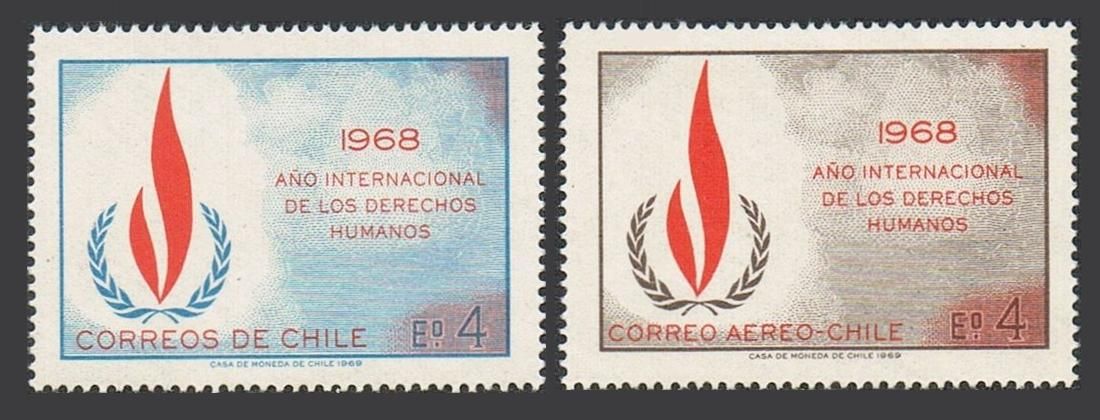 1968
AÑO INTERNACIONAL
DE LOS DERECHOS
HUMANOS
CORREOS DE CHILE
Eº. 4
CASA DE MONEDA DE CHILE 1969
1968
AÑO INTERNACIONAL
DE LOS DERECHOS
HUMANOS
CORREO AEREO-CHILE
Eº. 4
CASA DE MONEDA DE CHILE 1969